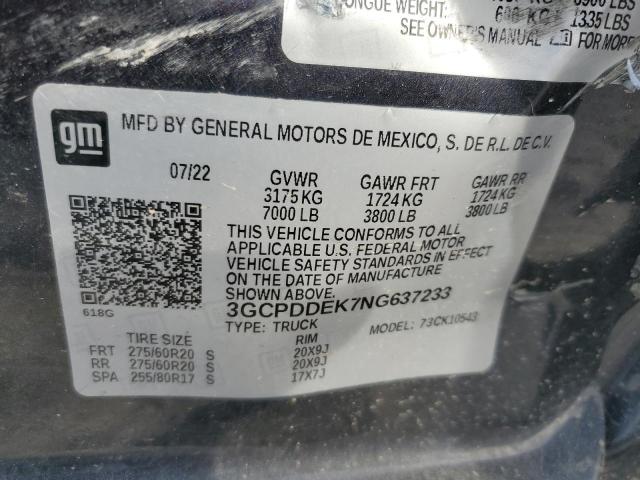 TONGUE WEIGHT:
600 KG 1335 LBS
SEE OWNER'S MANUAL FOR MORE
gm
MFD BY GENERAL MOTORS DE MEXICO, S. DE R.L. DE C.V.
07/22 GVWR GAWR FRT GAWR RR
3175 KG 1724 KG 1724 KG
7000 LB 3800 LB 3800 LB
THIS VEHICLE CONFORMS TO ALL
APPLICABLE U.S. FEDERAL MOTOR
VEHICLE SAFETY STANDARDS IN EFFECT
ON THE DATE OF MANUFACTURE
SHOWN ABOVE.
618G
3GCPDDEK7NG637233
TYPE: TRUCK MODEL: 73CK10543
TIRE SIZE RIM
FRT 275/60R20 S 20X9J
RR 275/60R20 S 20X9J
SPA 255/80R17 S 17X7J